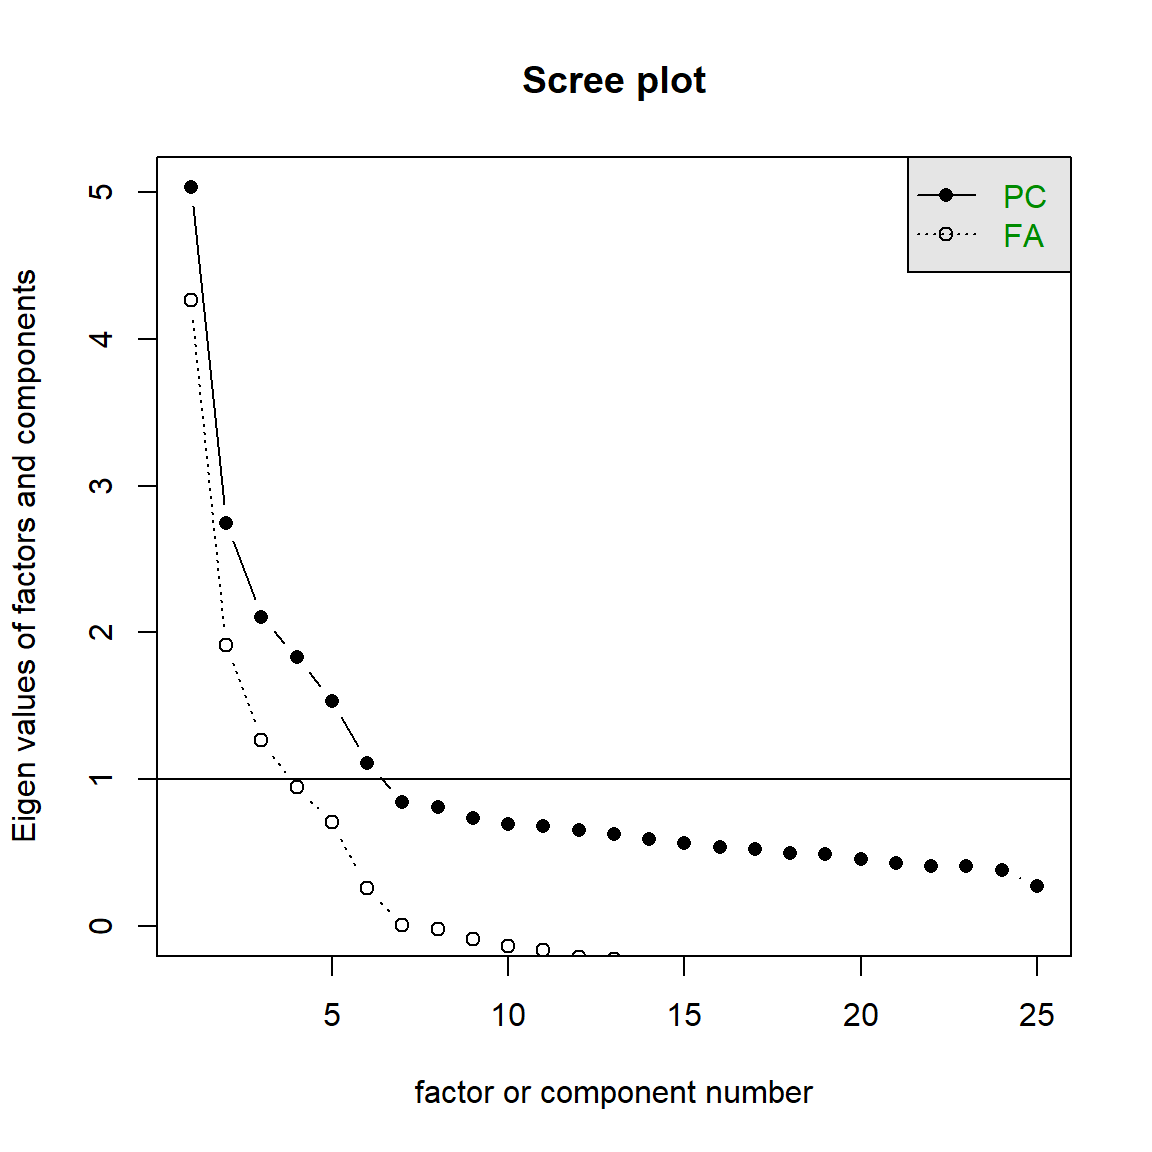 Scree plot
PC
FA
Eigen values of factors and components
5
4
3
2
1
0
5
10
15
20
25
factor or component number